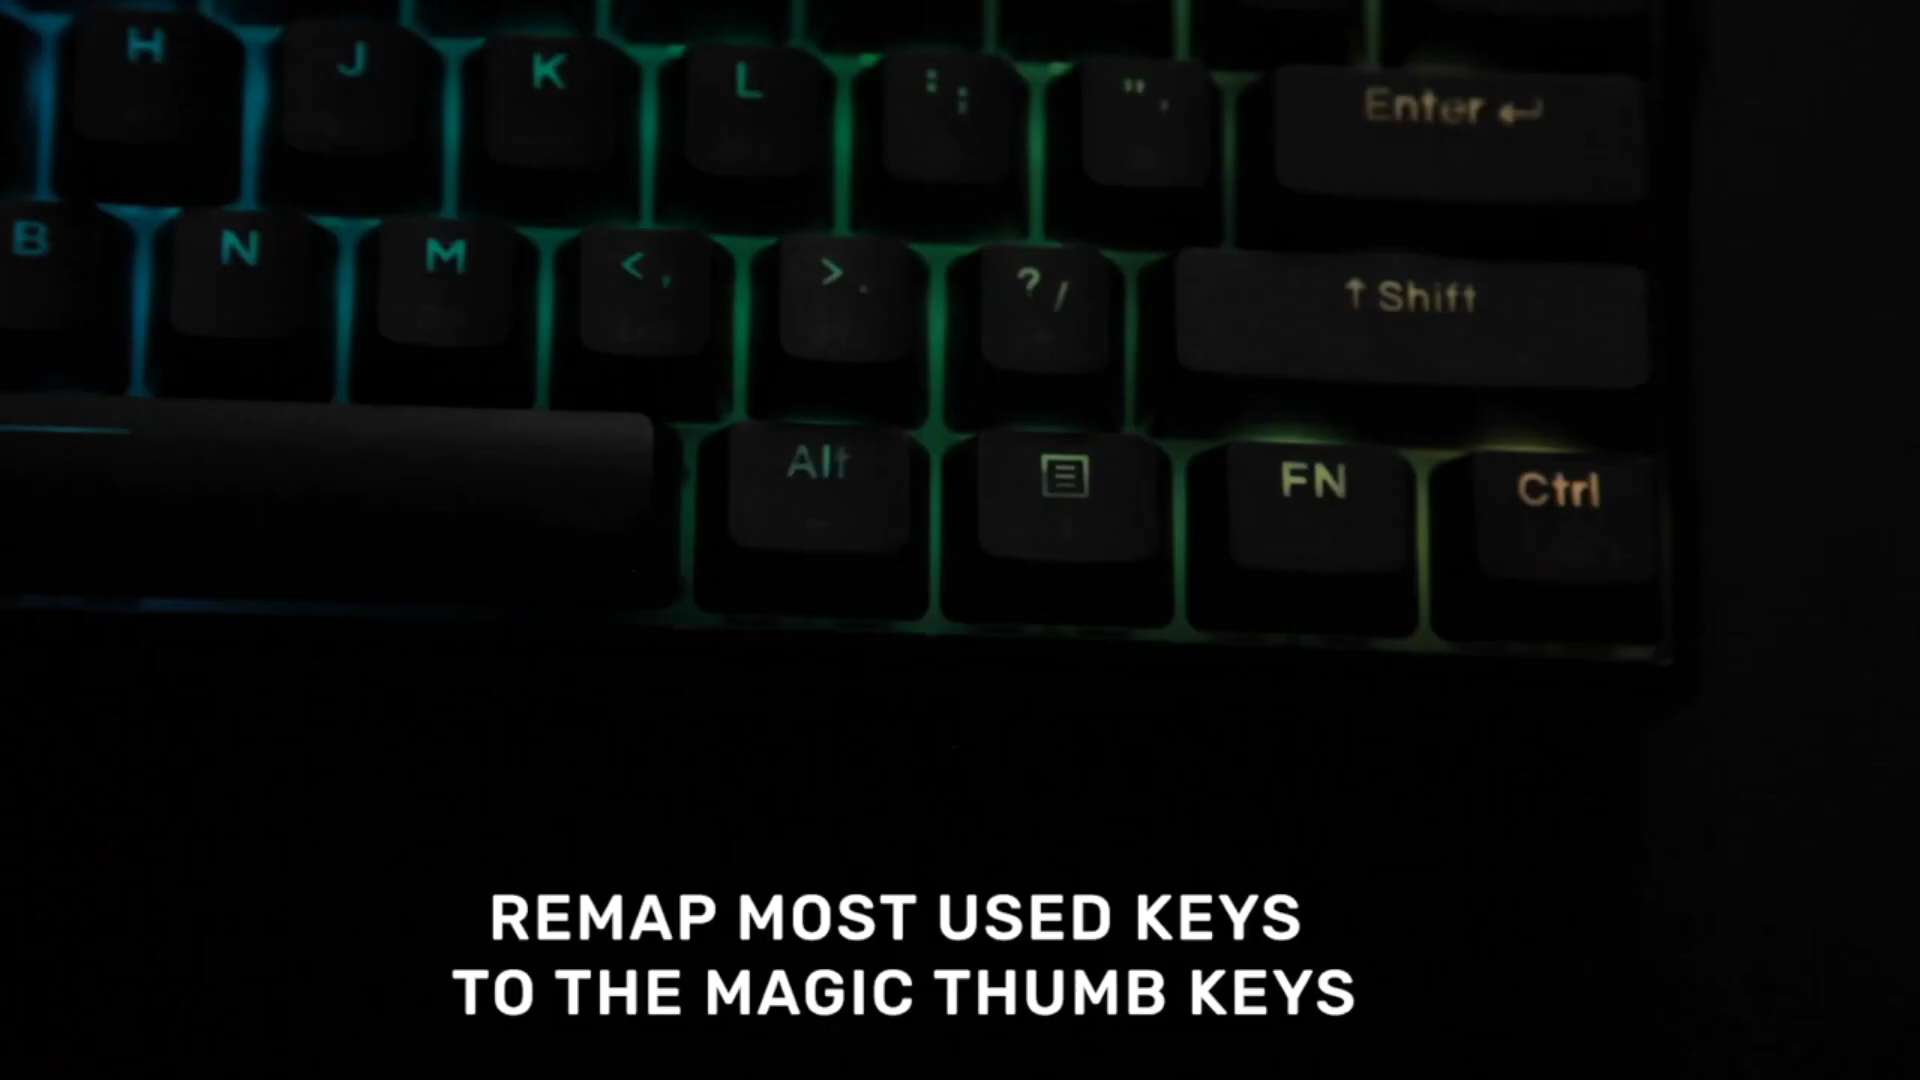 H J K L : ; " ' Enter ↵
B N M < , > . ? / ↑ Shift
Alt FN Ctrl
REMAP MOST USED KEYS
TO THE MAGIC THUMB KEYS